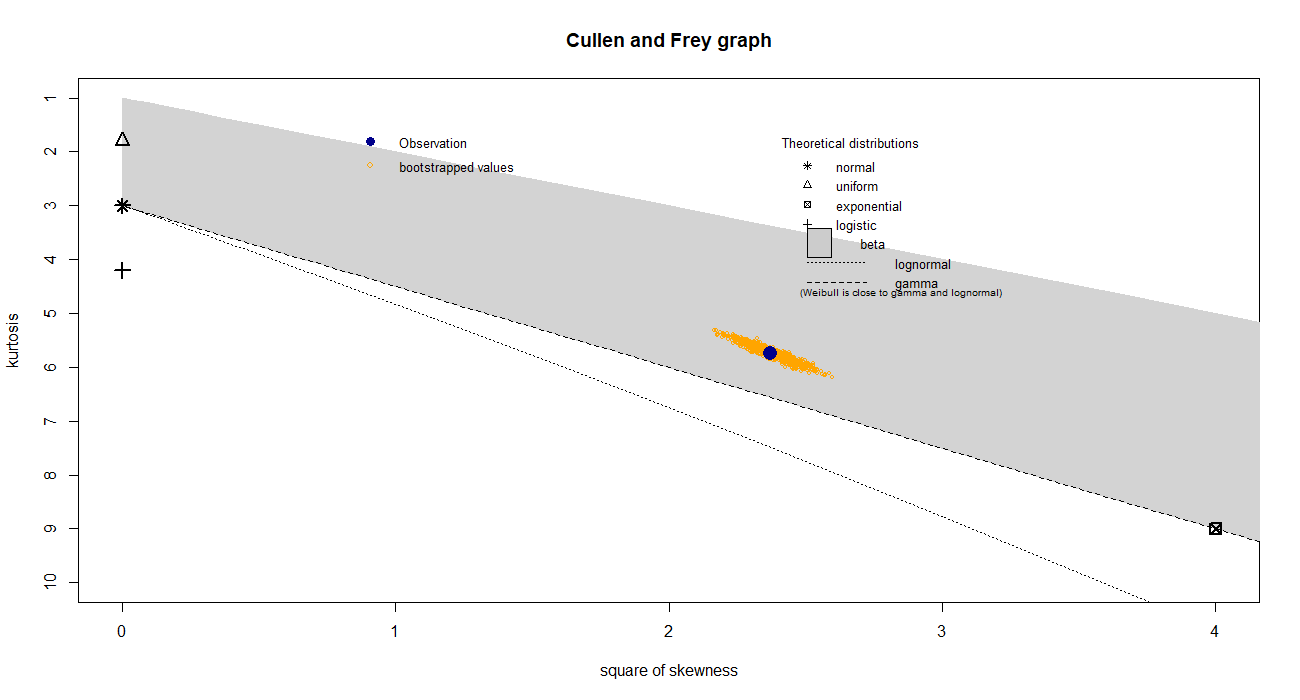 Cullen and Frey graph
kurtosis
1
2
3
4
5
6
7
8
9
10
Observation
bootstrapped values
Theoretical distributions
normal
uniform
exponential
logistic
beta
lognormal
gamma
(Weibull is close to gamma and lognormal)
0 1 2 3 4
square of skewness